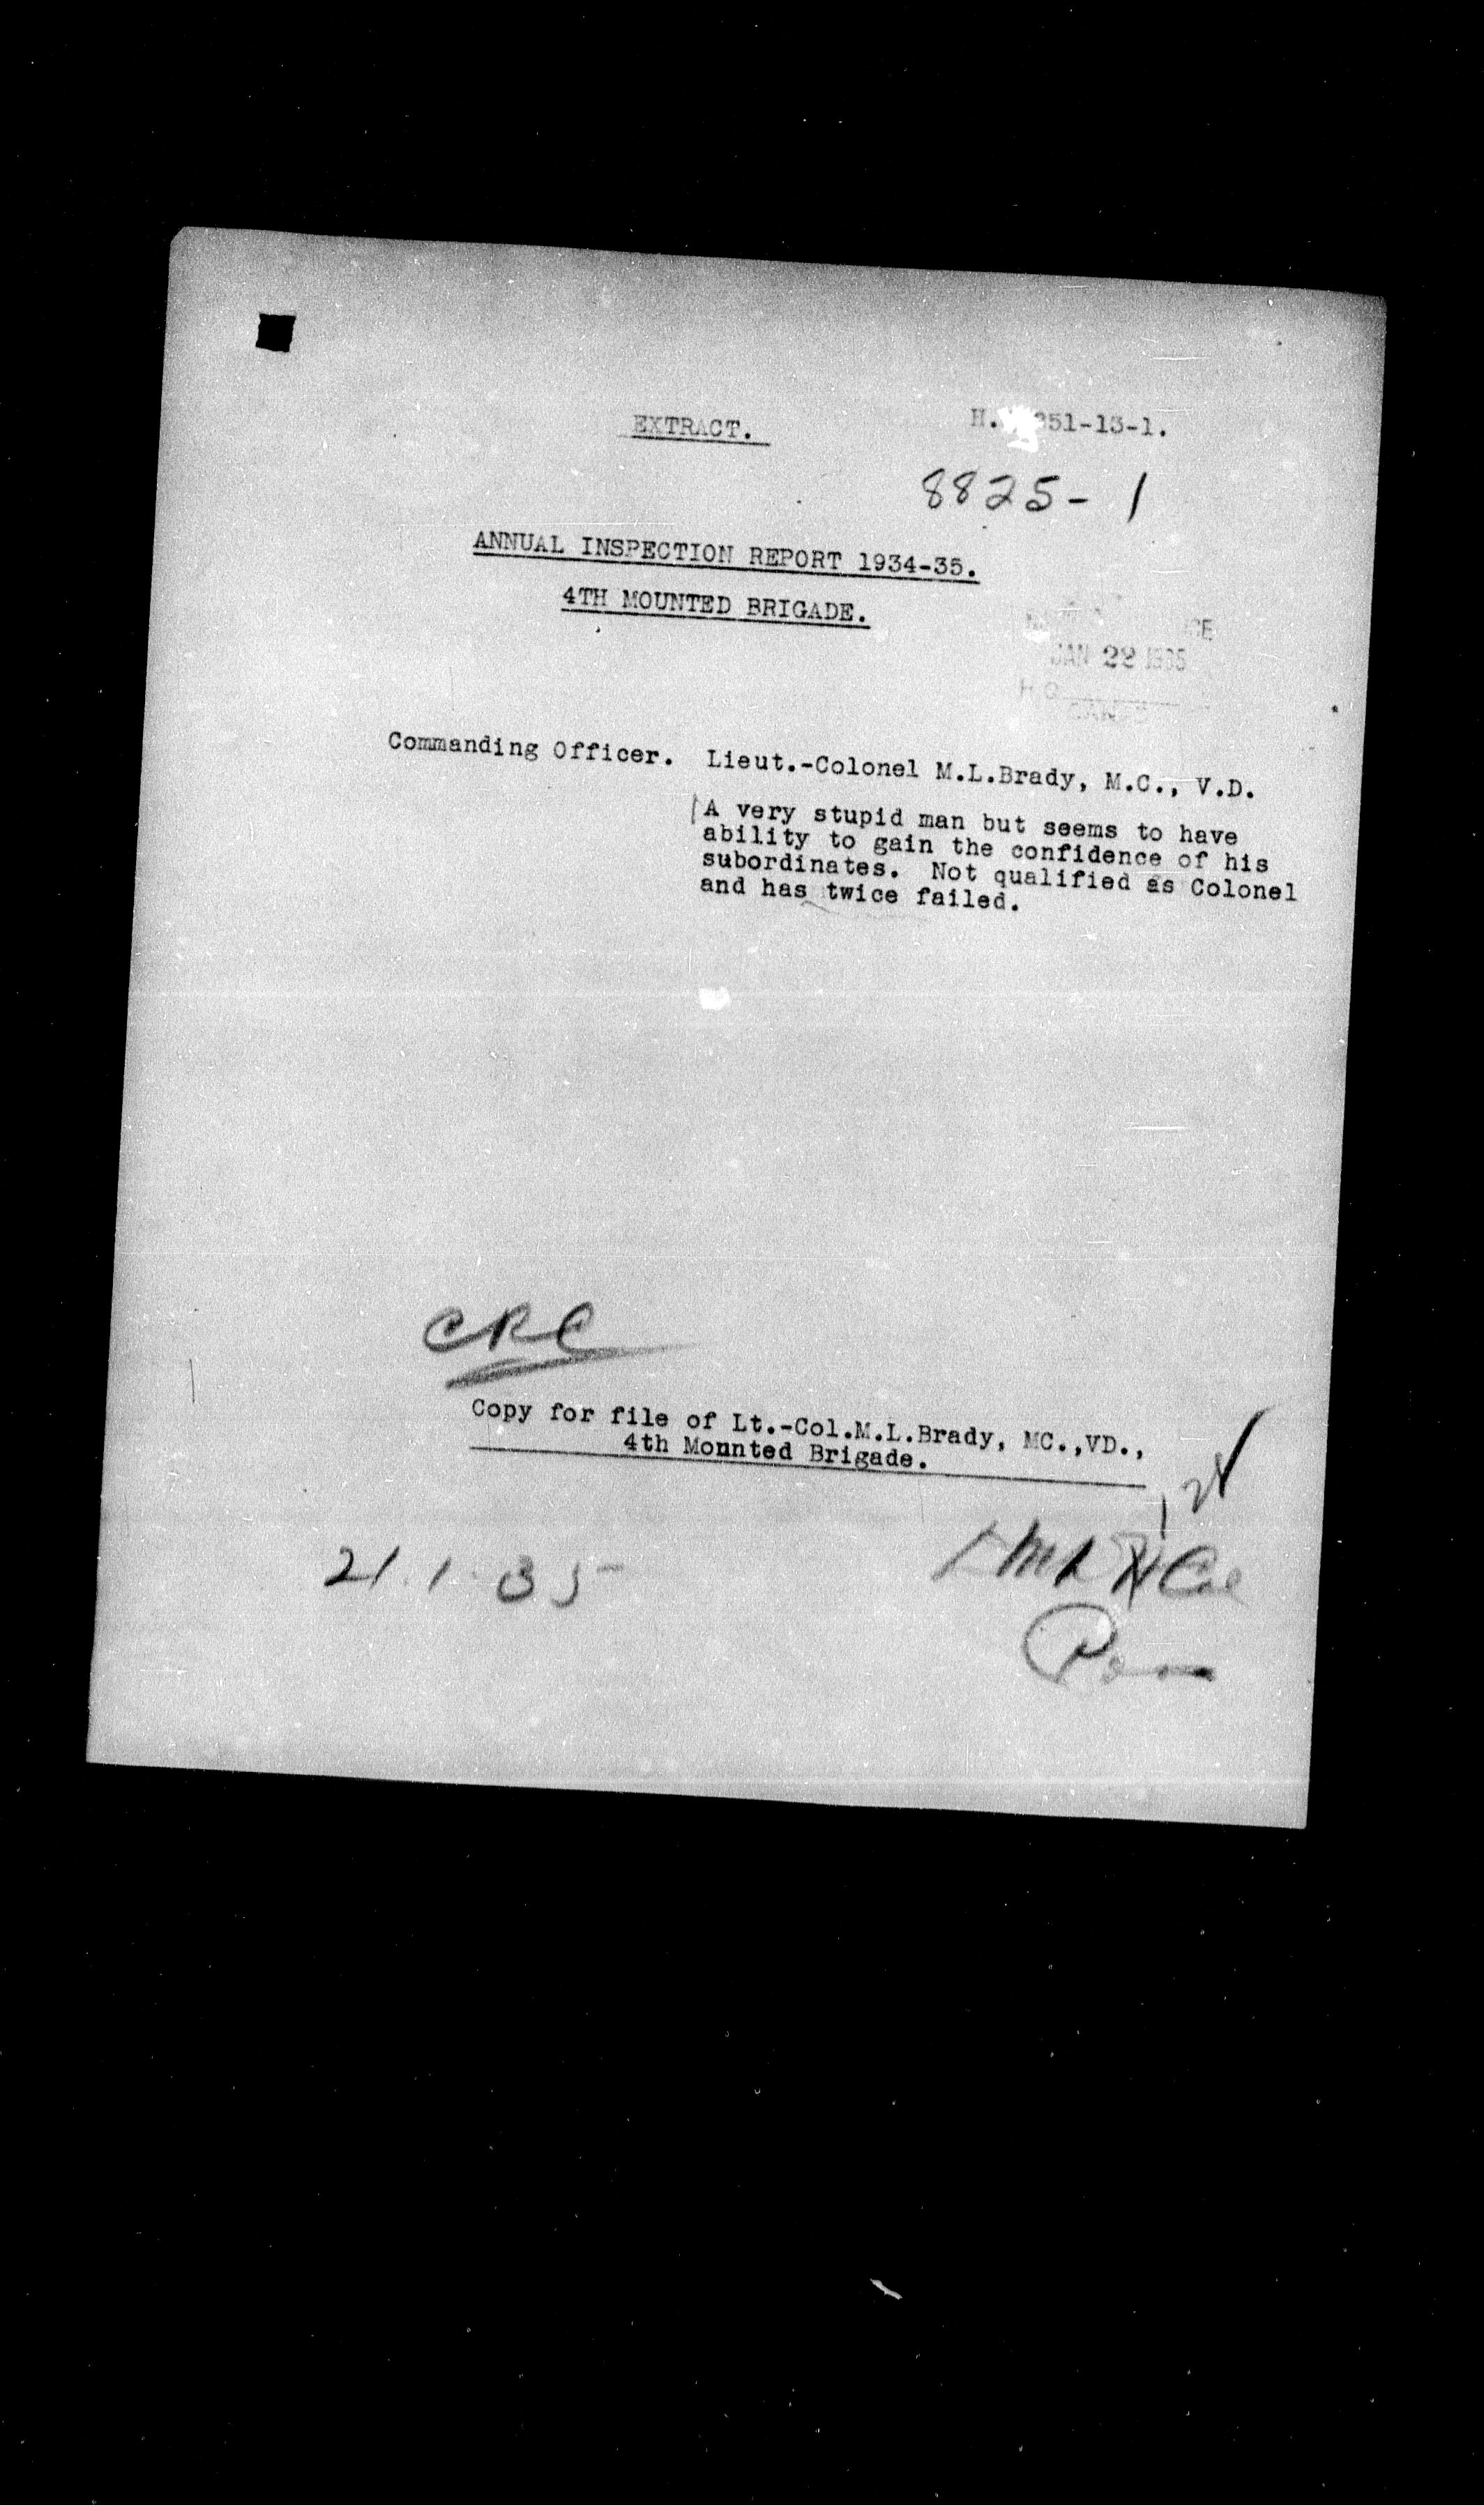 EXTRACT.
H. 351-13-1.
8825-1
ANNUAL INSPECTION REPORT 1934-35.
4TH MOUNTED BRIGADE.
JAN 22 1935
H Q
Commanding Officer. Lieut.-Colonel M.L.Brady, M.C., V.D.
A very stupid man but seems to have
ability to gain the confidence of his
subordinates. Not qualified as Colonel
and has twice failed.
CRC
Copy for file of Lt.-Col.M.L.Brady, MC.,VD.,
4th Mounted Brigade.
21.1.35